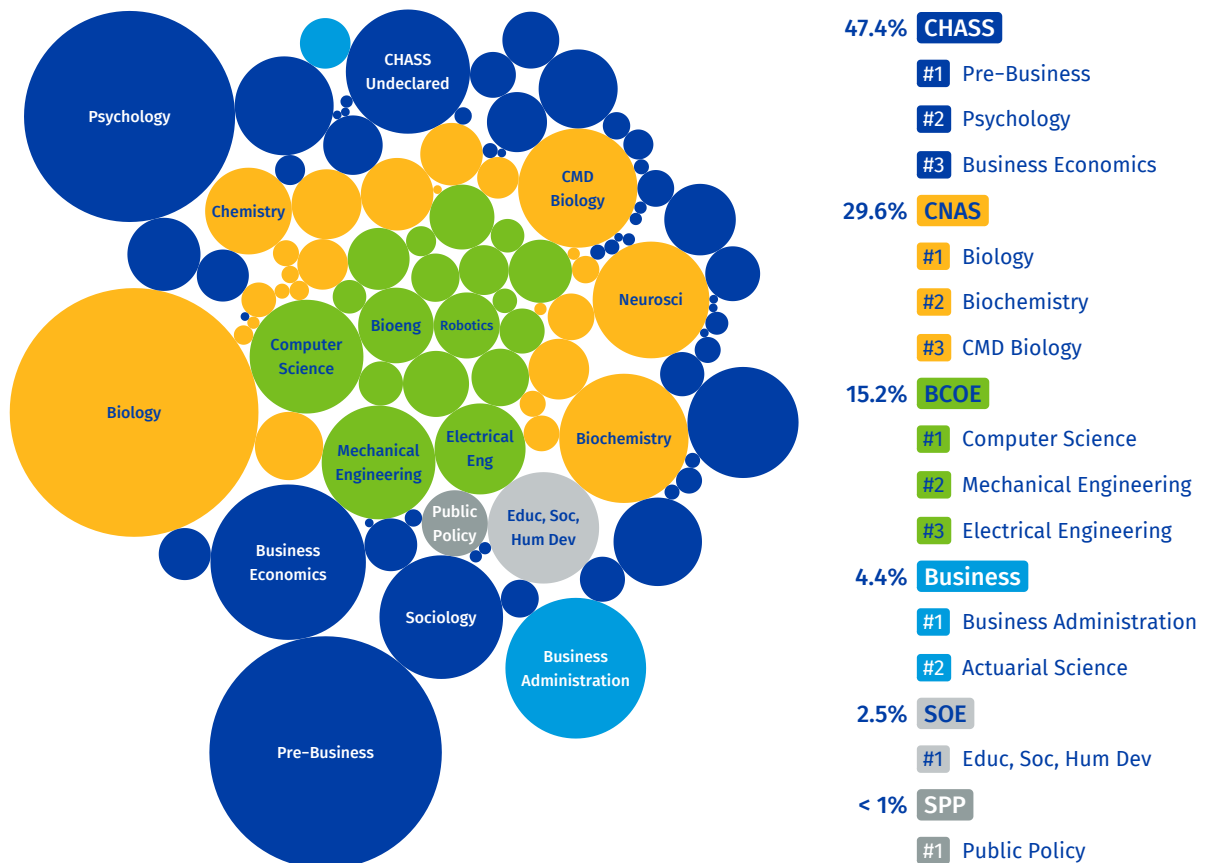 CHASS
Undeclared
Psychology
CMD
Biology
Chemistry
Neurosci
Bioeng
Robotics
Computer
Science
Biology
Biochemistry
Mechanical
Engineering
Electrical
Eng
Public
Policy
Educ, Soc,
Hum Dev
Business
Economics
Sociology
Business
Administration
Pre-Business
47.4% CHASS
#1 Pre-Business
#2 Psychology
#3 Business Economics
29.6% CNAS
#1 Biology
#2 Biochemistry
#3 CMD Biology
15.2% BCOE
#1 Computer Science
#2 Mechanical Engineering
#3 Electrical Engineering
4.4% Business
#1 Business Administration
#2 Actuarial Science
2.5% SOE
#1 Educ, Soc, Hum Dev
< 1% SPP
#1 Public Policy